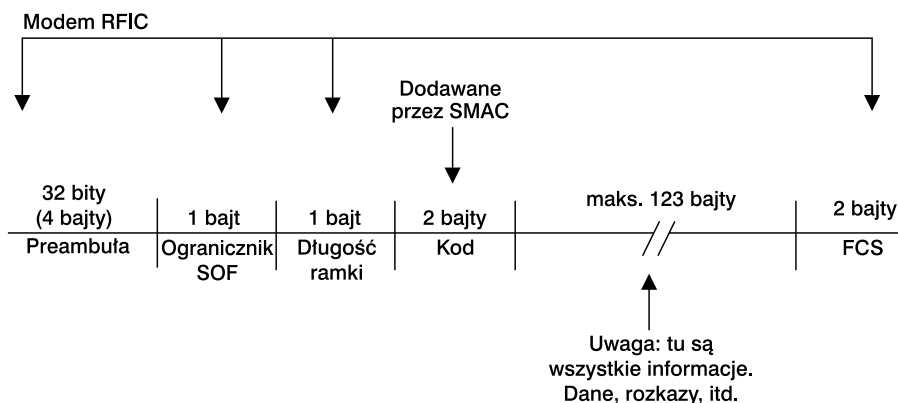 Modem RFIC
Dodawane
przez SMAC
32 bity
(4 bajty)
1 bajt
1 bajt
2 bajty
maks. 123 bajty
2 bajty
Preambuła
Ogranicznik
SOF
Długość
ramki
Kod
FCS
Uwaga: tu są
wszystkie informacje.
Dane, rozkazy, itd.